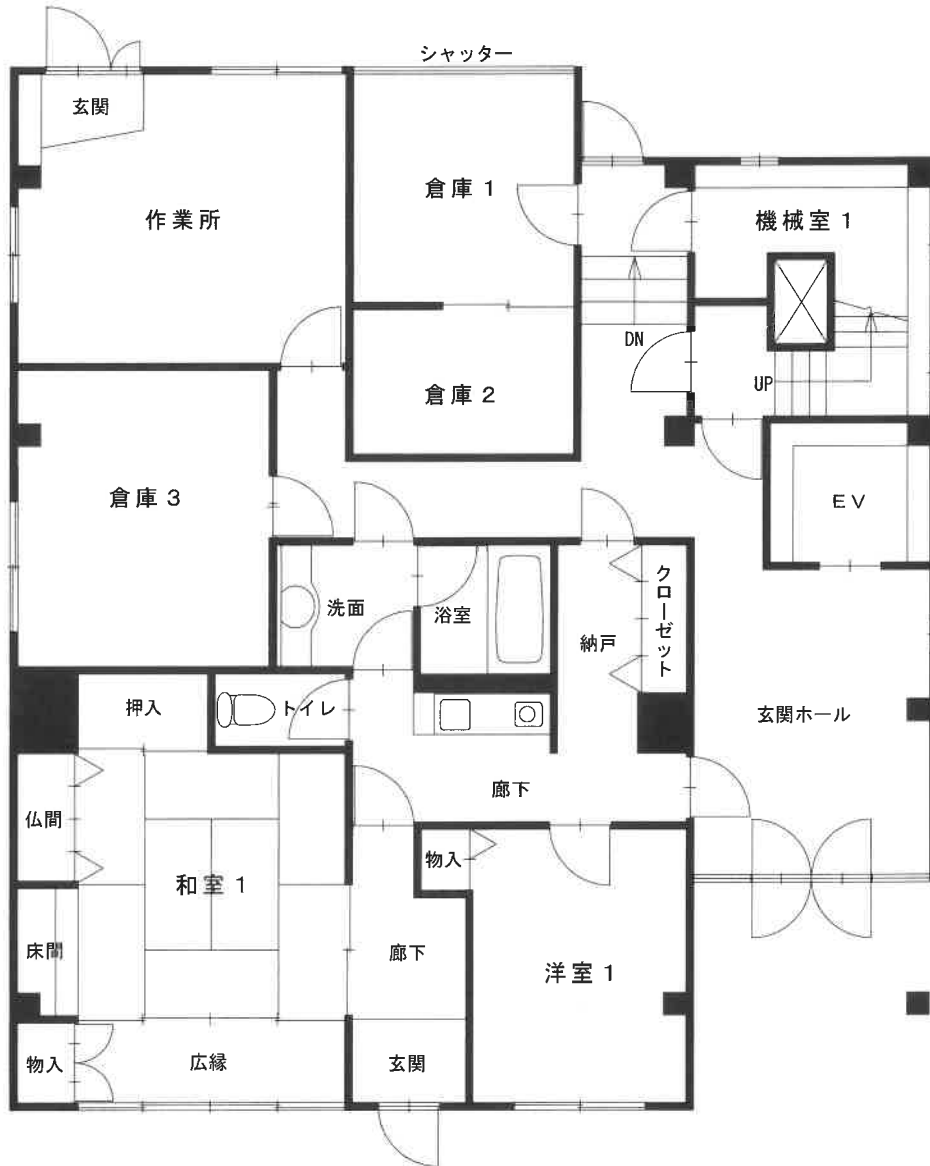 シャッター
玄関
作業所
倉庫 1
機械室 1
DN
UP
倉庫 2
倉庫 3
EV
洗面
浴室
納戸
クローゼット
押入
トイレ
玄関ホール
廊下
仏間
和室 1
物入
床間
廊下
洋室 1
物入
広縁
玄関